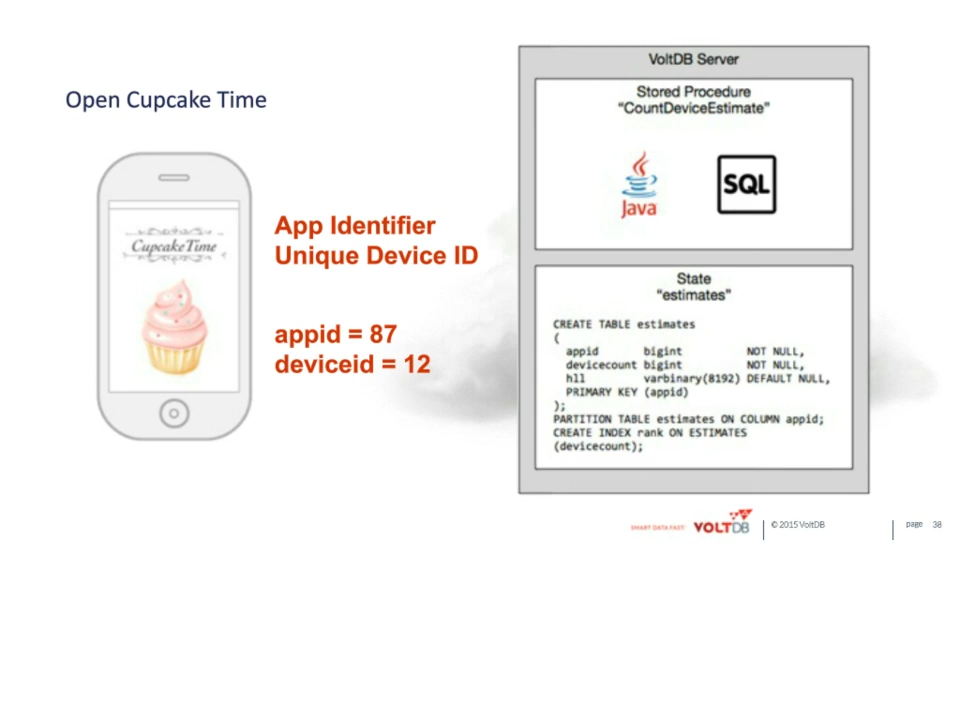 Open Cupcake Time
Cupcake Time
App Identifier
Unique Device ID
appid = 87
deviceid = 12
VoltDB Server
Stored Procedure
“CountDeviceEstimate”
Java
SQL
State
“estimates”
CREATE TABLE estimates
(
appid bigint NOT NULL,
devicecount bigint NOT NULL,
hll varbinary(8192) DEFAULT NULL,
PRIMARY KEY (appid)
);
PARTITION TABLE estimates ON COLUMN appid;
CREATE INDEX rank ON ESTIMATES
(devicecount);
SMART DATA FAST VOLTDB © 2015 VoltDB page 38